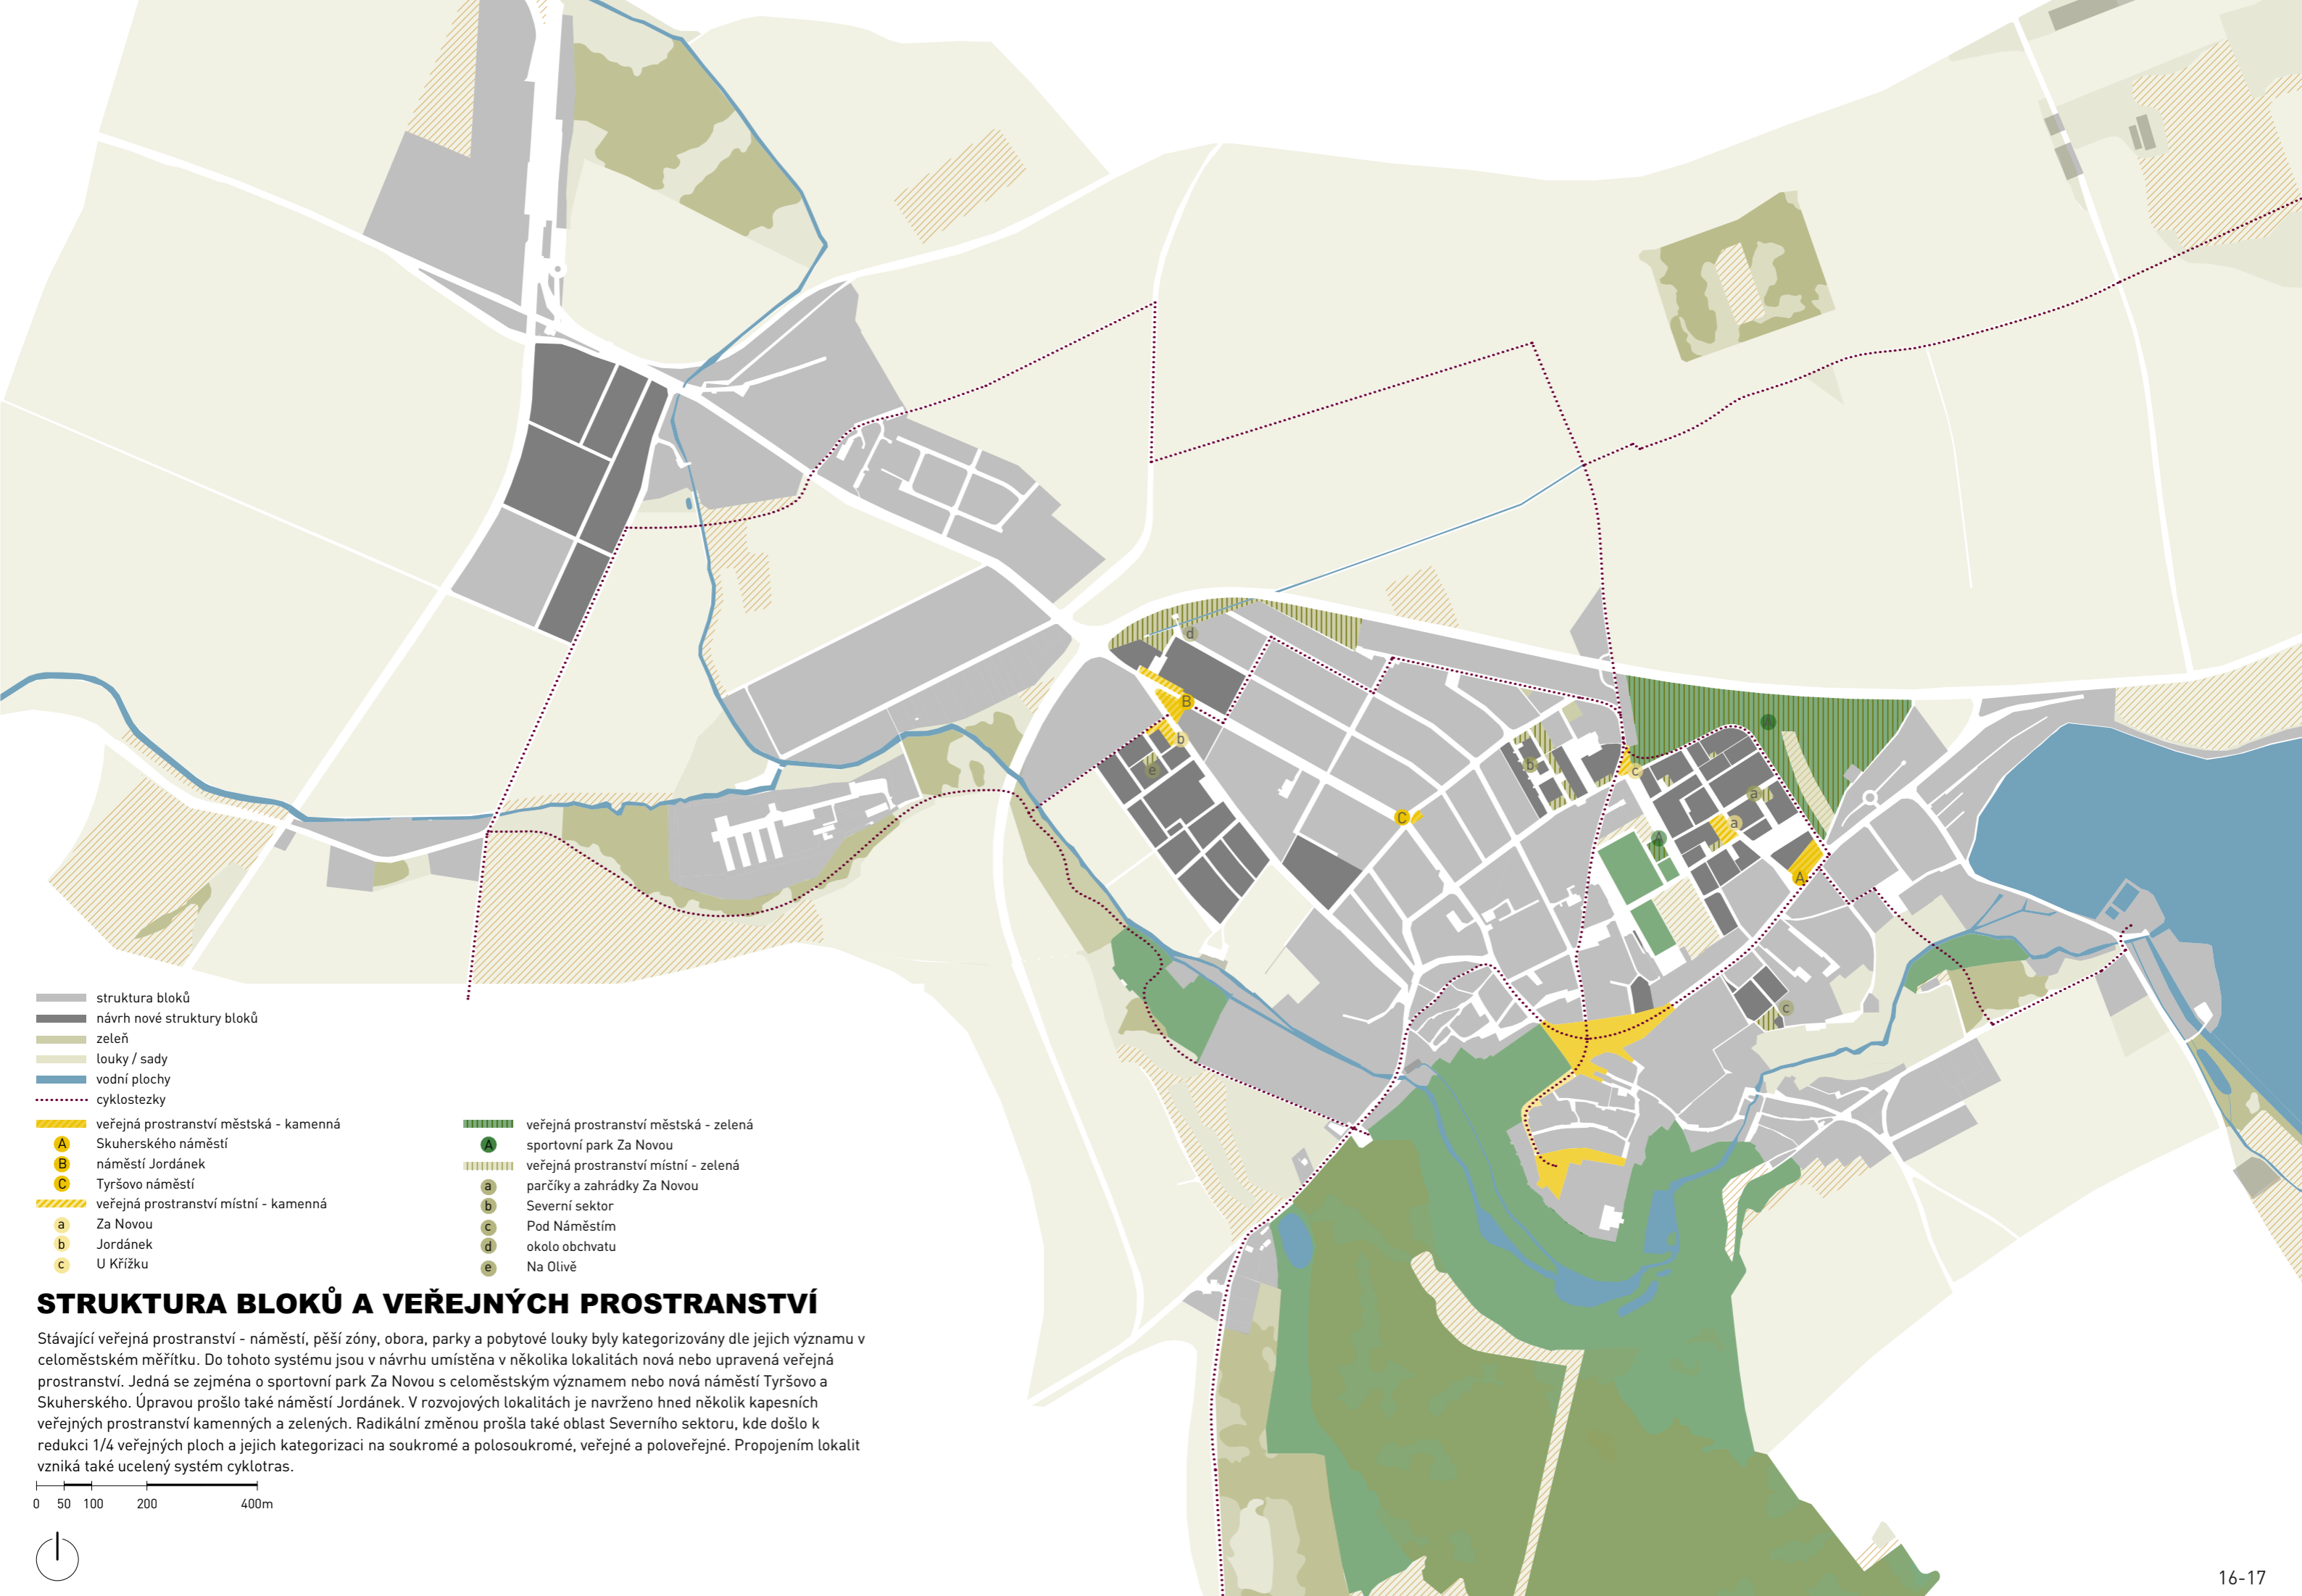 d
B
b
e
C
b
c
A
a
A
a
A
c
struktura bloků
návrh nové struktury bloků
zeleň
louky / sady
vodní plochy
cyklostezky
veřejná prostranství městská - kamenná
A Skuherského náměstí
B náměstí Jordánek
C Tyršovo náměstí
veřejná prostranství místní - kamenná
a Za Novou
b Jordánek
c U Křížku
veřejná prostranství městská - zelená
A sportovní park Za Novou
veřejná prostranství místní - zelená
a parčíky a zahrádky Za Novou
b Severní sektor
c Pod Náměstím
d okolo obchvatu
e Na Olivě
STRUKTURA BLOKŮ A VEŘEJNÝCH PROSTRANSTVÍ
Stávající veřejná prostranství - náměstí, pěší zóny, obora, parky a pobytové louky byly kategorizovány dle jejich významu v
celoměstském měřítku. Do tohoto systému jsou v návrhu umístěna v několika lokalitách nová nebo upravená veřejná
prostranství. Jedná se zejména o sportovní park Za Novou s celoměstským významem nebo nová náměstí Tyršovo a
Skuherského. Úpravou prošlo také náměstí Jordánek. V rozvojových lokalitách je navrženo hned několik kapesních
veřejných prostranství kamenných a zelených. Radikální změnou prošla také oblast Severního sektoru, kde došlo k
redukci 1/4 veřejných ploch a jejich kategorizaci na soukromé a polosoukromé, veřejné a poloveřejné. Propojením lokalit
vzniká také ucelený systém cyklotras.
0 50 100 200 400m
16-17